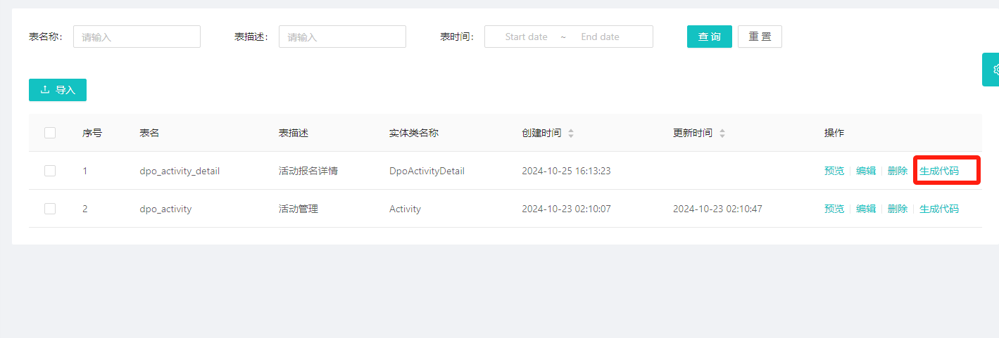 表名称: 请输入 表描述: 请输入 表时间: Start date ~ End date 查 询 重 置
导入
序号 表名 表描述 实体类名称 创建时间 更新时间 操作
1 dpo_activity_detail 活动报名详情 DpoActivityDetail 2024-10-25 16:13:23 预览 编辑 删除 生成代码
2 dpo_activity 活动管理 Activity 2024-10-23 02:10:07 2024-10-23 02:10:47 预览 编辑 删除 生成代码